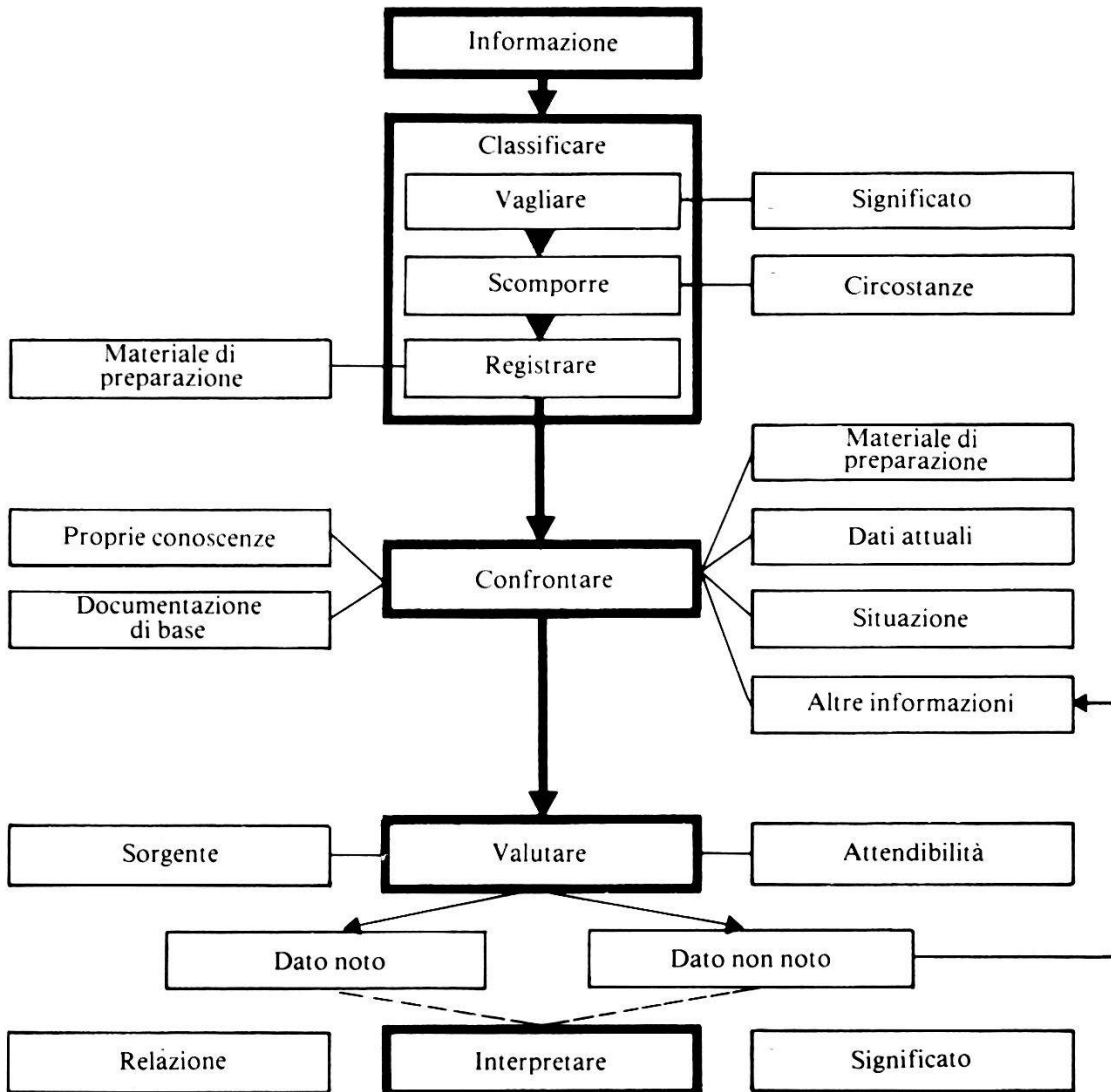 Informazione
Classificare
Vagliare
Significato
Scomporre
Circostanze
Materiale di
preparazione
Registrare
Materiale di
preparazione
Proprie conoscenze
Dati attuali
Confrontare
Documentazione
di base
Situazione
Altre informazioni
Sorgente
Valutare
Attendibilità
Dato noto
Dato non noto
Relazione
Interpretare
Significato